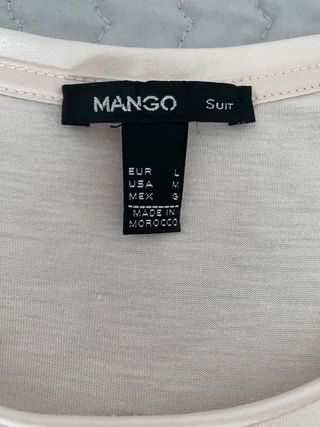 MANGO SUIT
EUR L
USA M
MEX G
MADE IN
MOROCCO